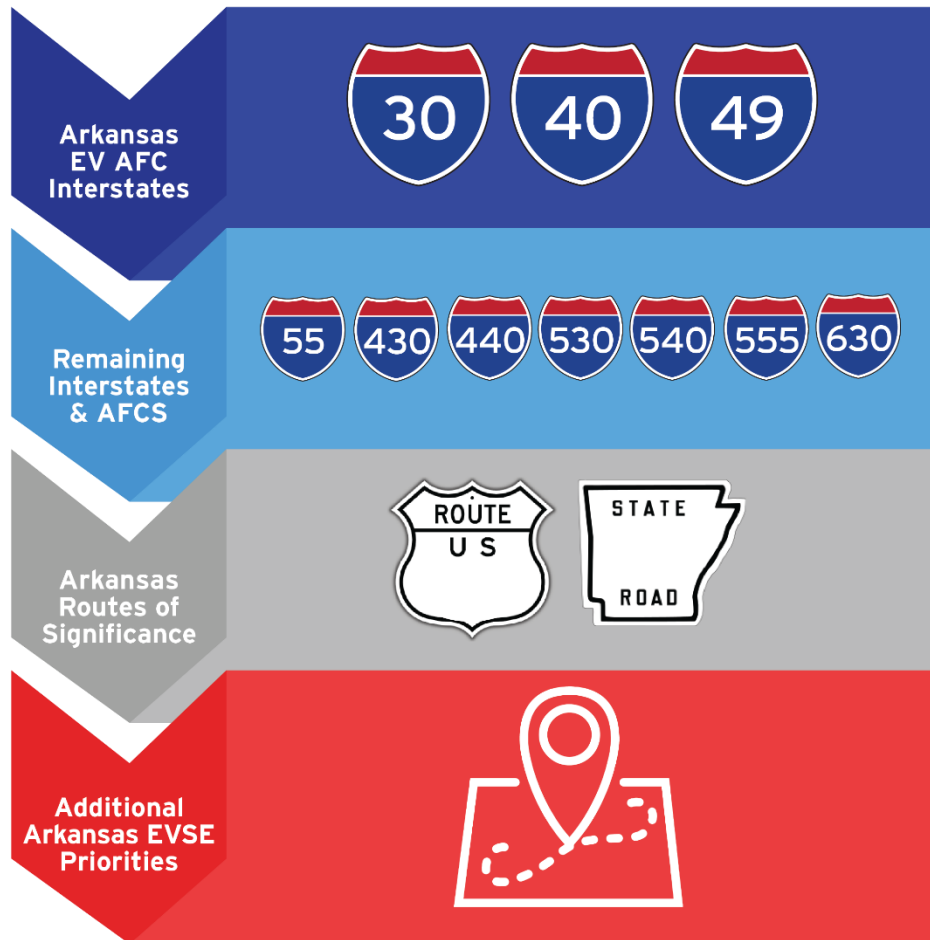 Arkansas
EV AFC
Interstates
30 40 49
Remaining
Interstates
& AFCS
55 430 440 530 540 555 630
Arkansas
Routes of
Significance
ROUTE
U S
STATE
ROAD
Additional
Arkansas EVSE
Priorities